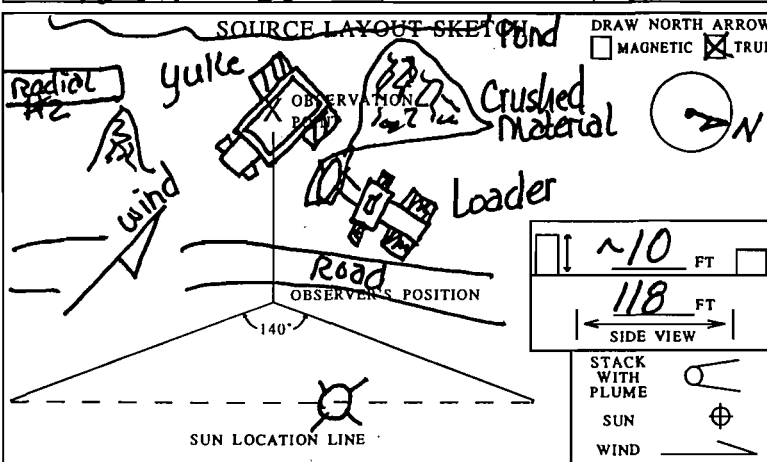 SOURCE LAYOUT SKETCH
Pond
DRAW NORTH ARROW
MAGNETIC TRUE
Radial
#2
yuke
OBSERVATION
POINT
Crushed
material
N
wind
Loader
Road
OBSERVER'S POSITION
140°
~10 FT
118 FT
SIDE VIEW
STACK
WITH
PLUME
SUN
WIND
SUN LOCATION LINE